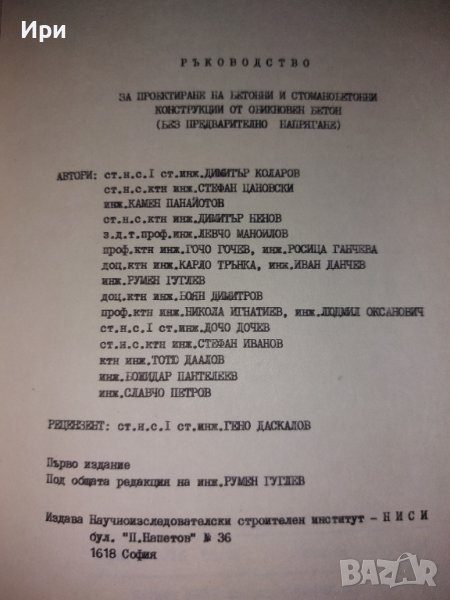 Ири
РЪКОВОДСТВО
ЗА ПРОЕКТИРАНЕ НА БЕТОННИ И СТОМАНОБЕТОННИ
КОНСТРУКЦИИ ОТ ОБИКНОВЕН БЕТОН
(БЕЗ ПРЕДВАРИТЕЛНО НАПРЯГАНЕ)
АВТОРИ: ст.н.с.I ст.инж.ДИМИТЪР КОЛАРОВ
ст.н.с.ктн инж.СТЕФАН ЦАНОВСКИ
инж.КАМЕН ПАНАЙОТОВ
ст.н.с.ктн инж.ДИМИТЪР БЕНОВ
з.д.т.проф.инж.ЛЕВЧО МАНОИЛОВ
проф.ктн инж.ГОЧО ГОЧЕВ, инж.РОСИЦА ГАНЧЕВА
доц.ктн инж.КАРЛО ТРЪНКА, инж.ИВАН ДАНЧЕВ
инж.РУМЕН ГУГЛЕВ
доц.ктн инж.БОЯН ДИМИТРОВ
проф.ктн инж.НИКОЛА ИГНАТИЕВ, инж.ЛЮДМИЛ ОКСАНОВИЧ
ст.н.с.I ст.инж.ДОЧО ДОЧЕВ
ст.н.с.ктн инж.СТЕФАН ИВАНОВ
ктн инж.ТОТЮ ДААЛОВ
инж.БОЖИДАР ПАНТЕЛЕЕВ
инж.СЛАВЧО ПЕТРОВ
РЕЦЕНЗЕНТ: ст.н.с.I ст.инж.ГЕНО ДАСКАЛОВ
Първо издание
Под общата редакция на инж.РУМЕН ГУГЛЕВ
Издава Научноизследователски строителен институт - НИСИ
бул. "П.Напетов" № 36
1618 София
BAZAR